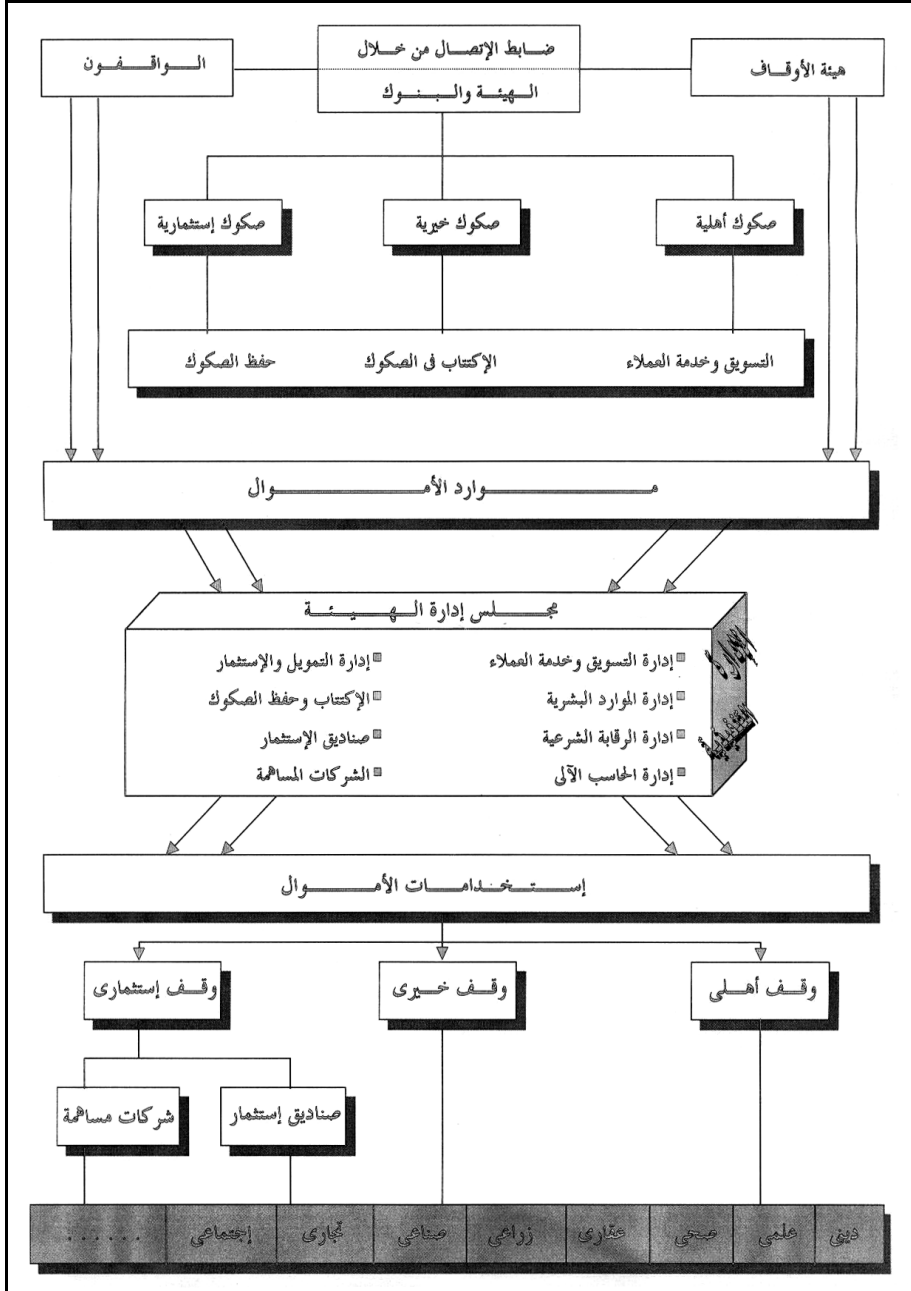 هيئة الأوقاف
ضابط الإتصال من خلال
الهيئة والبنوك
الواقفون
صكوك أهلية
صكوك خيرية
صكوك إستثمارية
التسويق وخدمة العملاء
الإكتتاب فى الصكوك
حفظ الصكوك
موارد الأموال
مجلس إدارة الهيئة
إدارة التسويق وخدمة العملاء
إدارة الموارد البشرية
ادارة الرقابة الشرعية
إدارة الحاسب الآلى
إدارة التمويل والإستثمار
الإكتتاب وحفظ الصكوك
صناديق الإستثمار
الشركات المساهمة
الإدارة
التنفيذية
إستخدامات الأموال
وقف أهلى
وقف خيرى
وقف إستثمارى
صناديق إستثمار
شركات مساهمة
دينى
علمى
صحى
عقارى
زراعى
صناعى
تجارى
إجتماعى
......